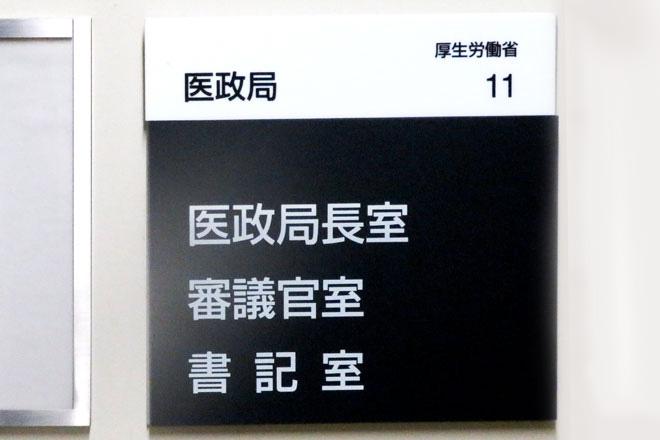 厚生労働省
医政局 11
医政局長室
審議官室
書記室